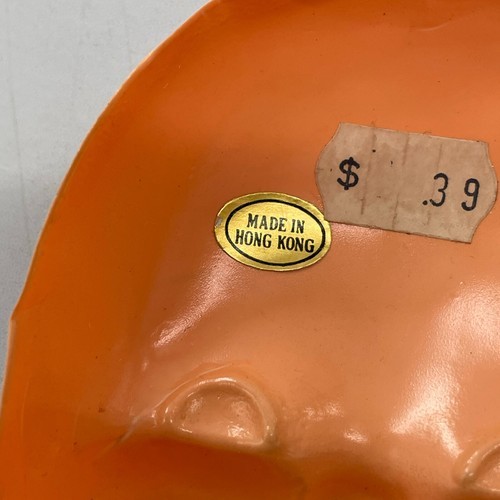 $ .39
MADE IN
HONG KONG